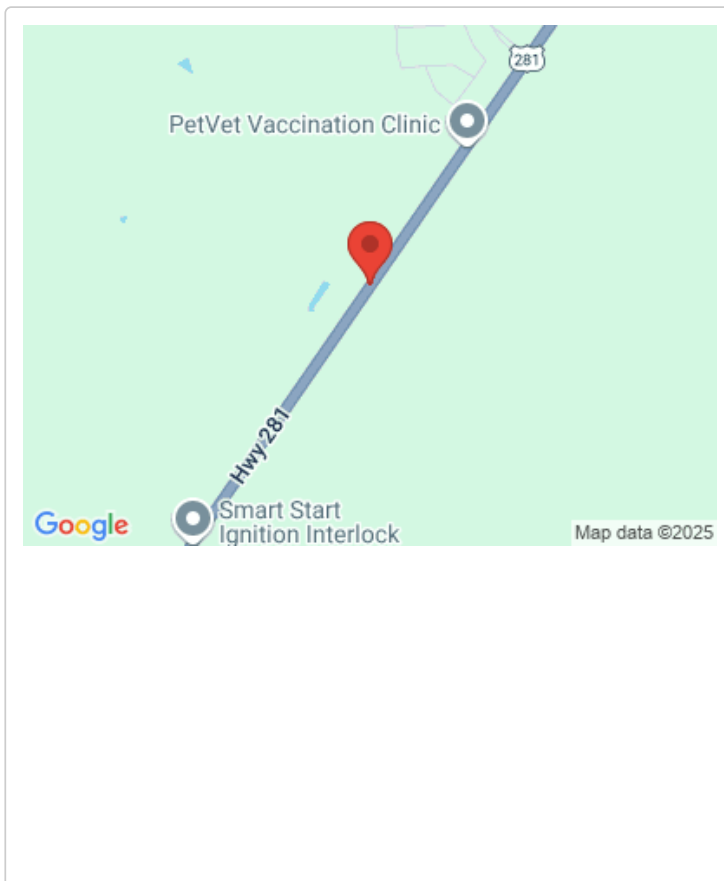 281
PetVet Vaccination Clinic
Hwy 281
Smart Start
Ignition Interlock
Google
Map data ©2025